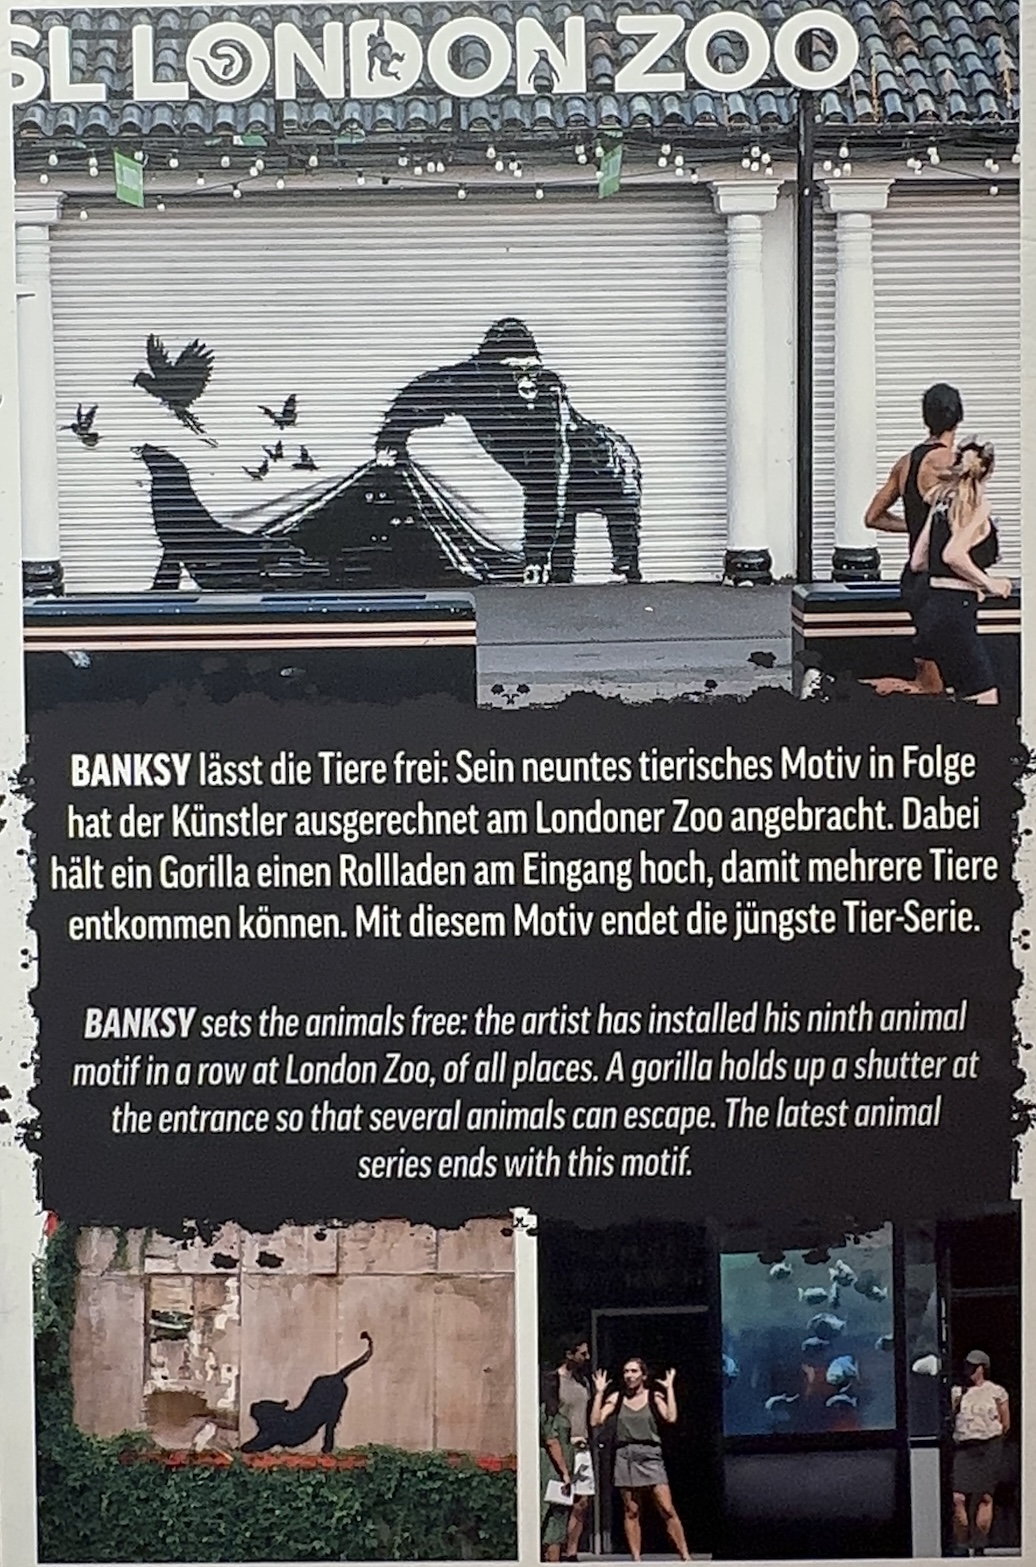 SL LONDON ZOO
BANKSY lässt die Tiere frei: Sein neuntes tierisches Motiv in Folge
hat der Künstler ausgerechnet am Londoner Zoo angebracht. Dabei
hält ein Gorilla einen Rollladen am Eingang hoch, damit mehrere Tiere
entkommen können. Mit diesem Motiv endet die jüngste Tier-Serie.
BANKSY sets the animals free: the artist has installed his ninth animal
motif in a row at London Zoo, of all places. A gorilla holds up a shutter at
the entrance so that several animals can escape. The latest animal
series ends with this motif.